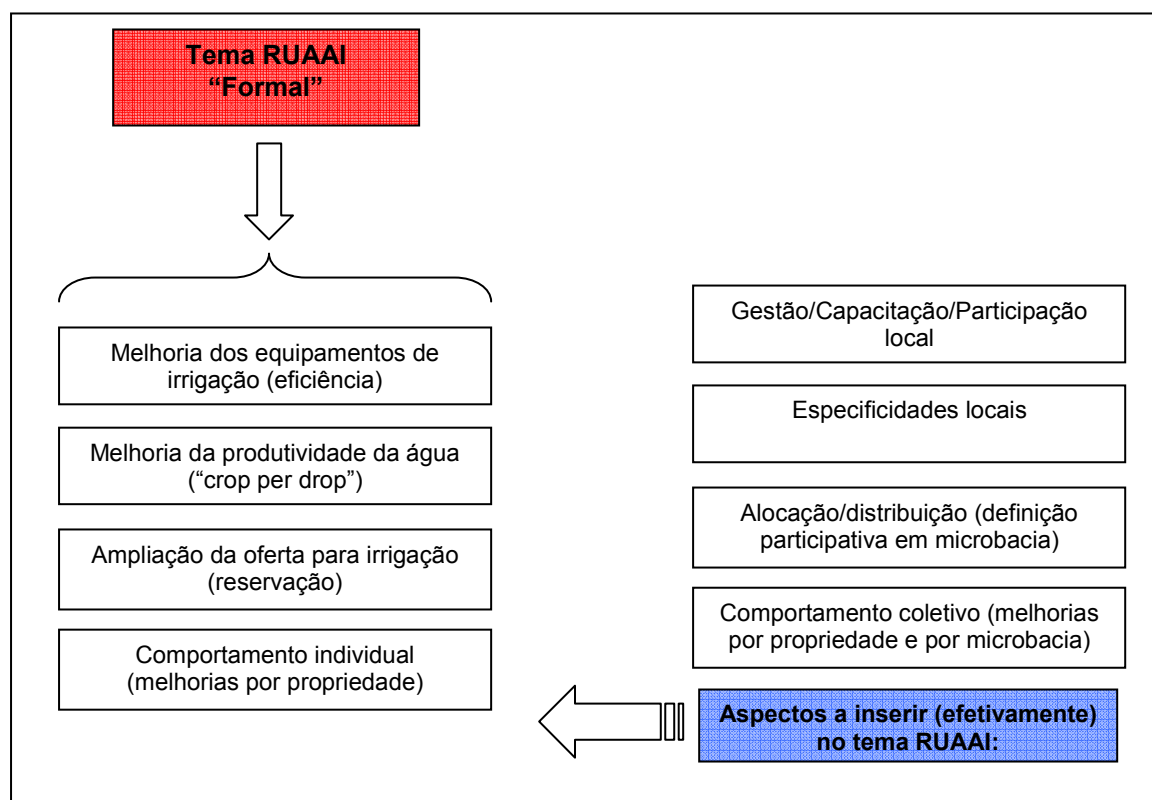 Tema RUAAI
“Formal”
Melhoria dos equipamentos de
irrigação (eficiência)
Melhoria da produtividade da água
(“crop per drop”)
Ampliação da oferta para irrigação
(reservação)
Comportamento individual
(melhorias por propriedade)
Gestão/Capacitação/Participação
local
Especificidades locais
Alocação/distribuição (definição
participativa em microbacia)
Comportamento coletivo (melhorias
por propriedade e por microbacia)
Aspectos a inserir (efetivamente)
no tema RUAAI: